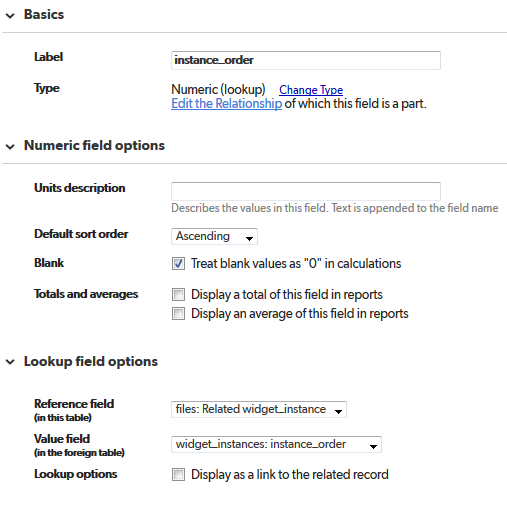 Basics
Label instance_order
Type Numeric (lookup) Change Type
Edit the Relationship of which this field is a part.
Numeric field options
Units description
Describes the values in this field. Text is appended to the field name
Default sort order Ascending
Blank Treat blank values as "0" in calculations
Totals and averages Display a total of this field in reports
Display an average of this field in reports
Lookup field options
Reference field files: Related widget_instance
(in this table)
Value field widget_instances: instance_order
(in the foreign table)
Lookup options Display as a link to the related record